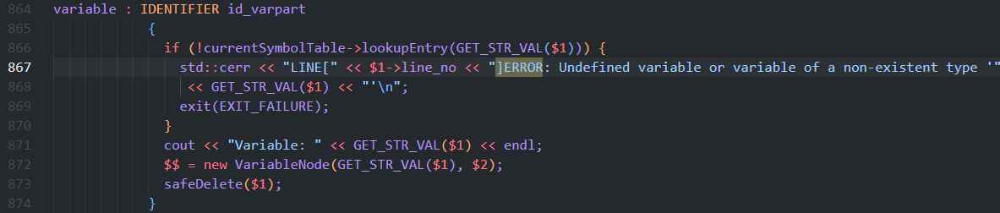 864 variable : IDENTIFIER id_varpart
865 {
866 if (!currentSymbolTable->lookupEntry(GET_STR_VAL($1))) {
867 std::cerr << "LINE[" << $1->line_no << "]ERROR: Undefined variable or variable of a non-existent type '"
868 << GET_STR_VAL($1) << "'\n";
869 exit(EXIT_FAILURE);
870 }
871 cout << "Variable: " << GET_STR_VAL($1) << endl;
872 $$ = new VariableNode(GET_STR_VAL($1), $2);
873 safeDelete($1);
874 }